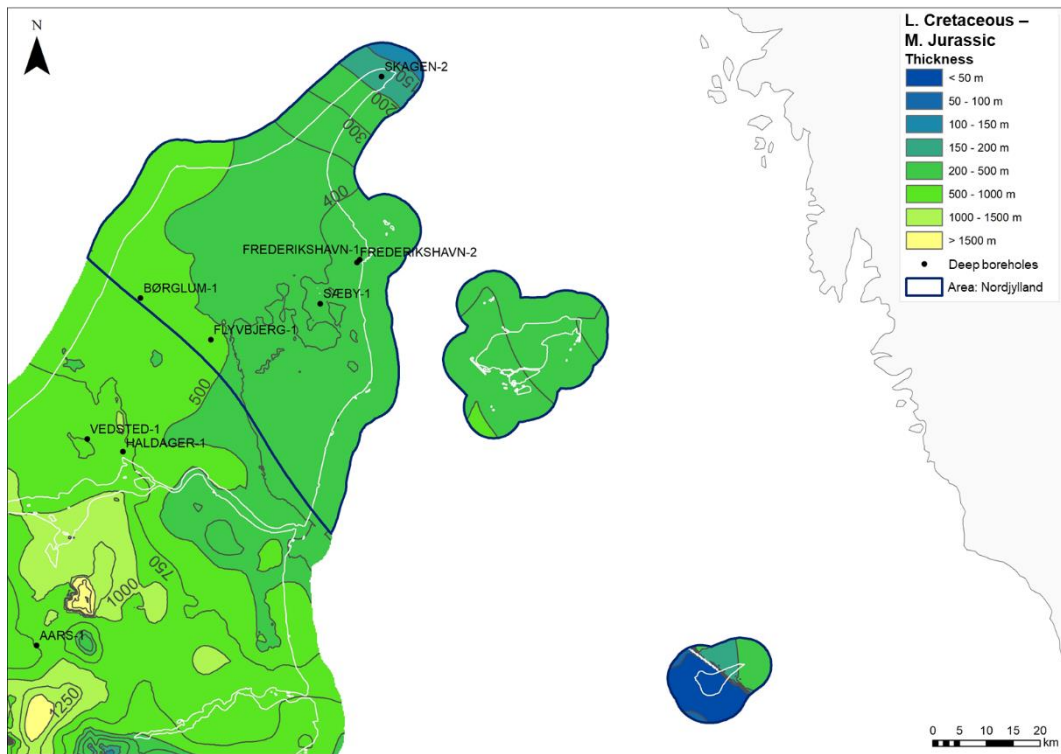 N
L. Cretaceous –
M. Jurassic
Thickness
< 50 m
50 - 100 m
100 - 150 m
150 - 200 m
200 - 500 m
500 - 1000 m
1000 - 1500 m
> 1500 m
Deep boreholes
Area: Nordjylland
SKAGEN-2
150
200
300
400
FREDERIKSHAVN-1
FREDERIKSHAVN-2
BØRGLUM-1
SÆBY-1
FLYVBJERG-1
500
VEDSTED-1
HALDAGER-1
750
1000
AARS-1
1250
0 5 10 15 20
km